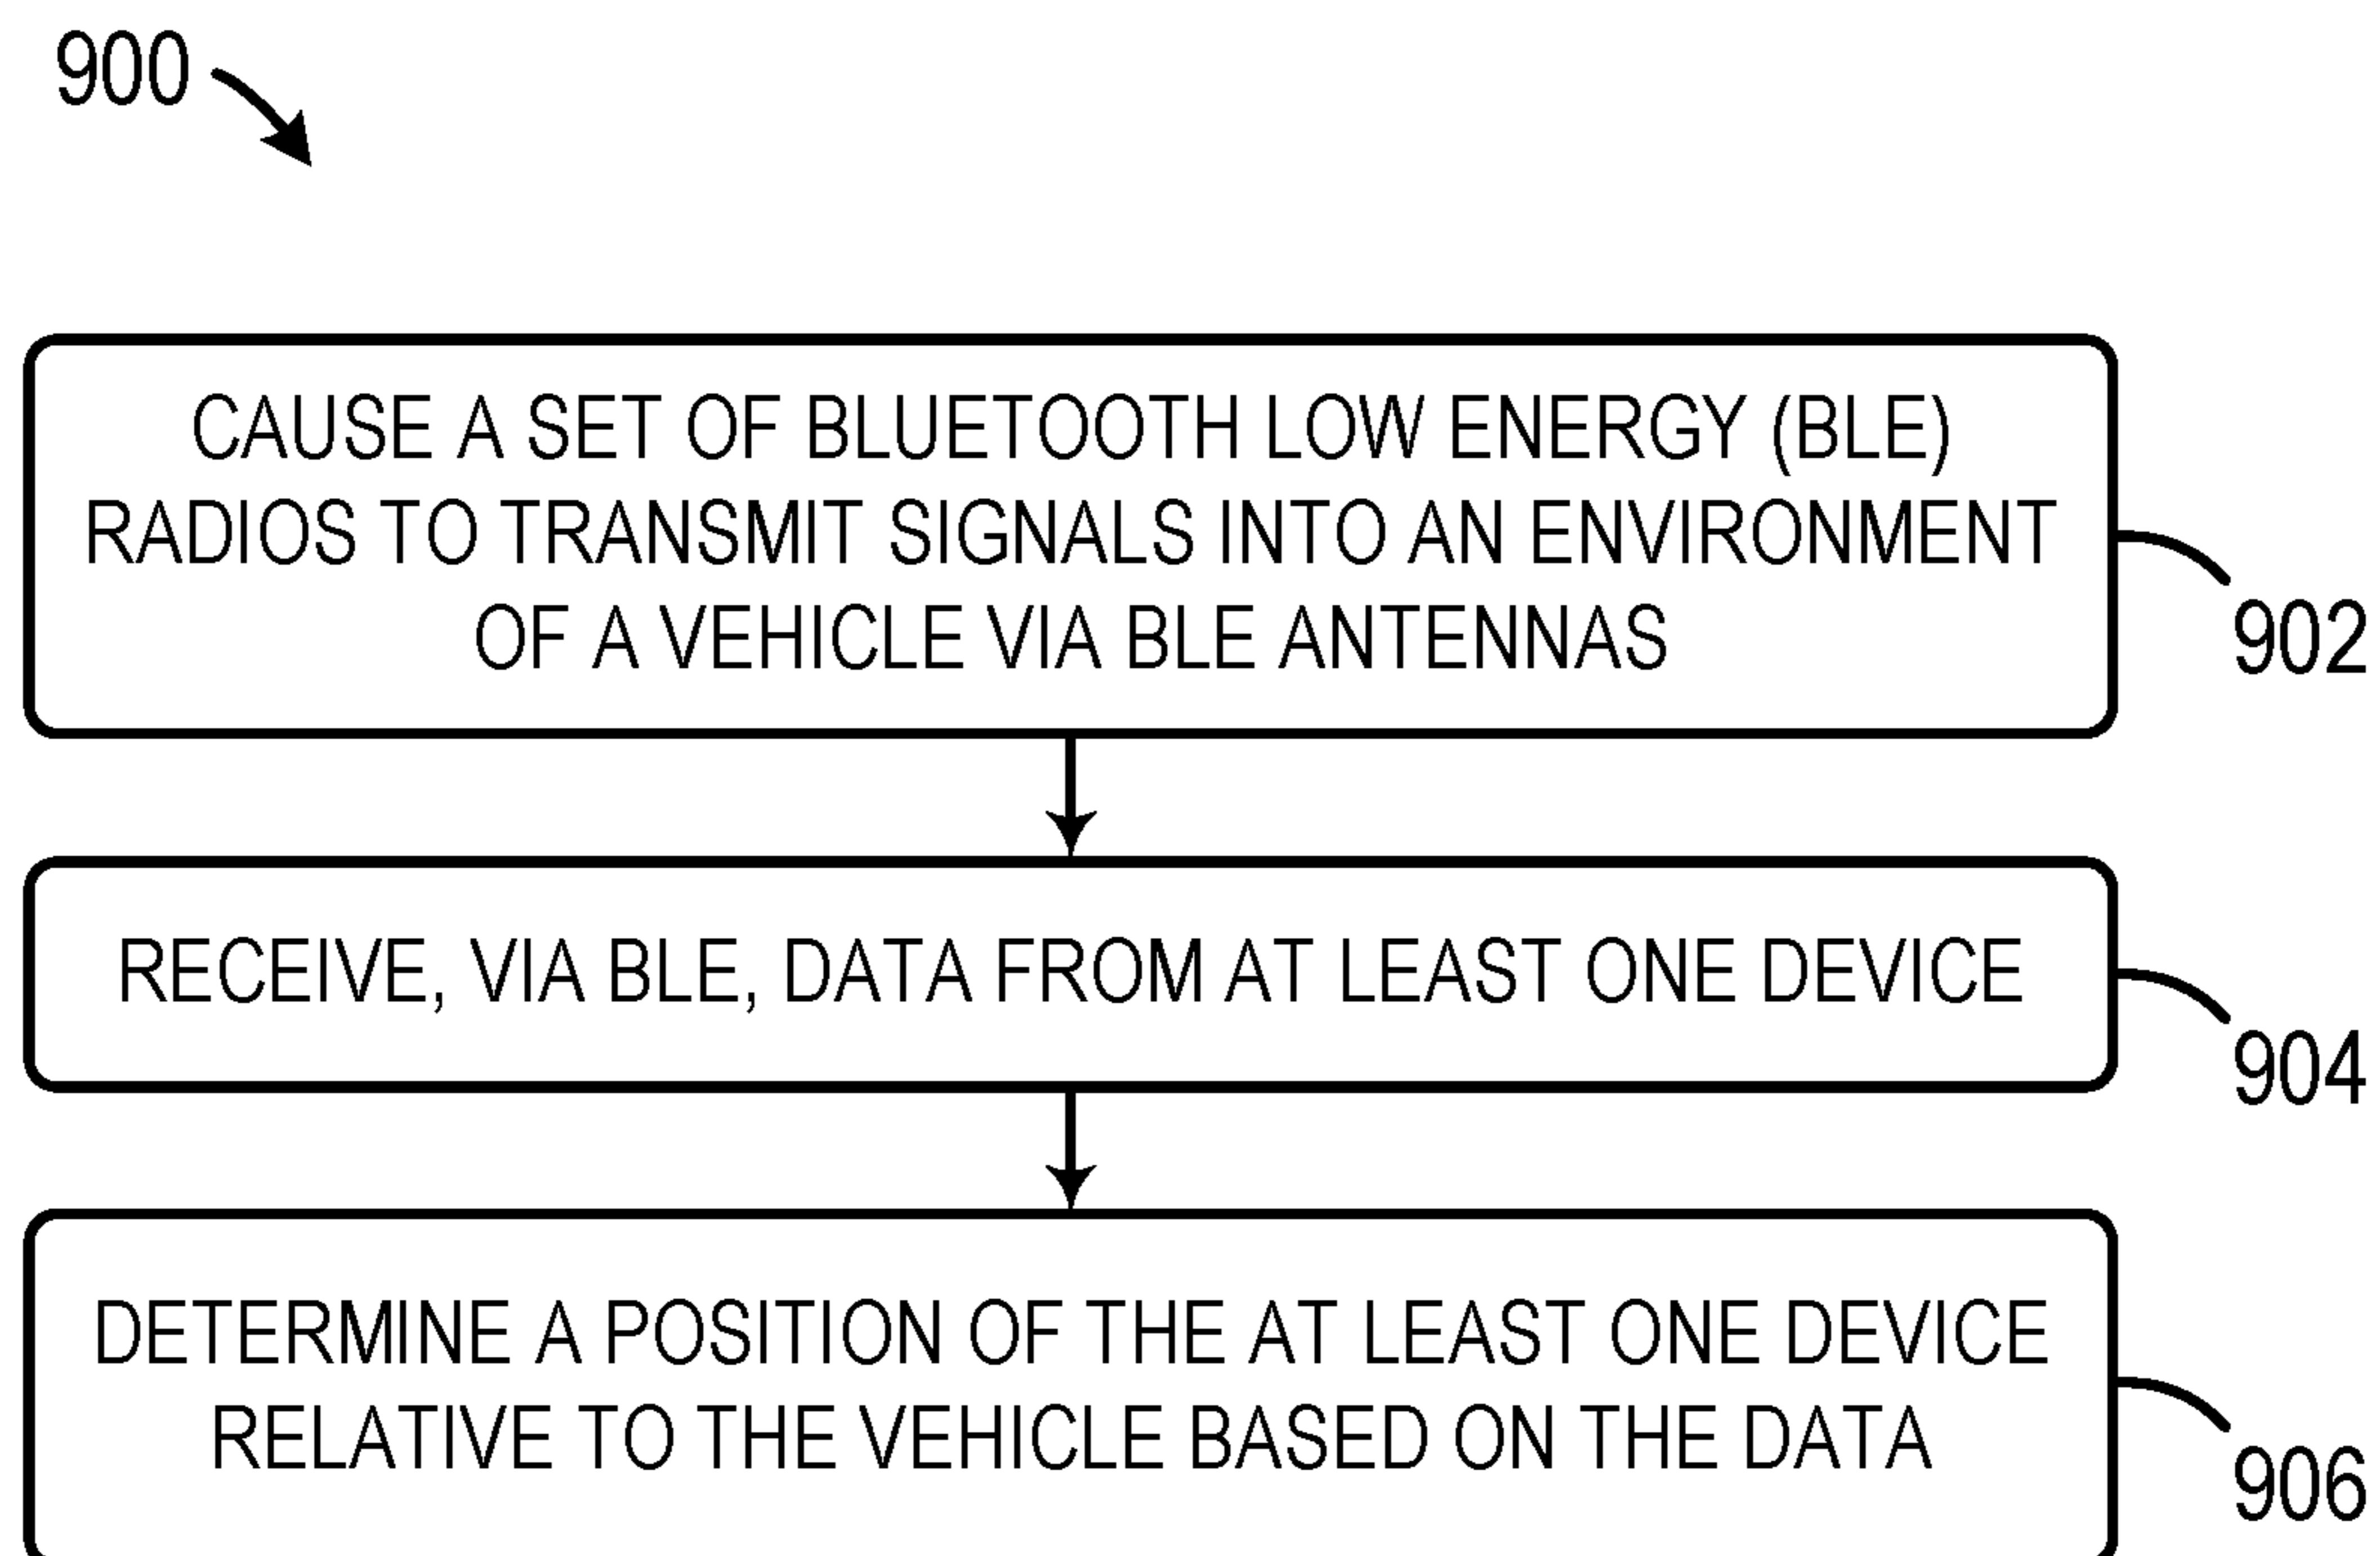 900
CAUSE A SET OF BLUETOOTH LOW ENERGY (BLE)
RADIOS TO TRANSMIT SIGNALS INTO AN ENVIRONMENT
OF A VEHICLE VIA BLE ANTENNAS
902
RECEIVE, VIA BLE, DATA FROM AT LEAST ONE DEVICE
904
DETERMINE A POSITION OF THE AT LEAST ONE DEVICE
RELATIVE TO THE VEHICLE BASED ON THE DATA
906